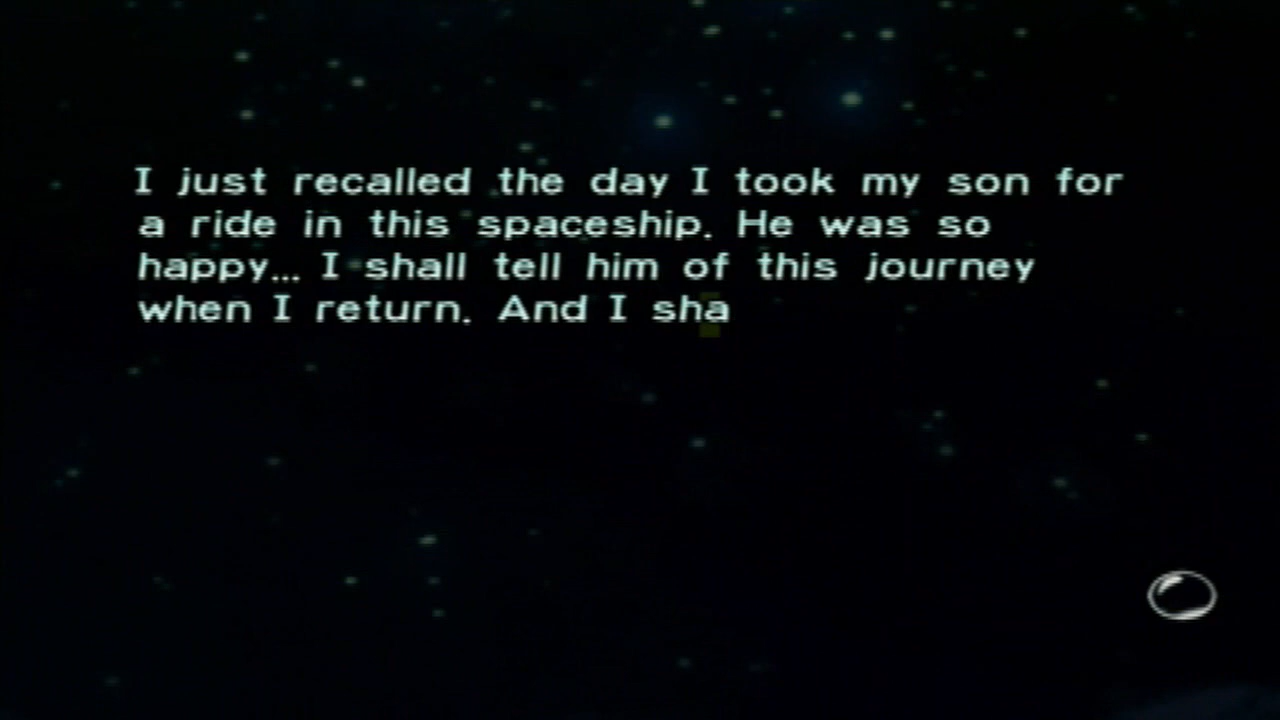 I just recalled the day I took my son for
a ride in this spaceship. He was so
happy... I shall tell him of this journey
when I return. And I sha